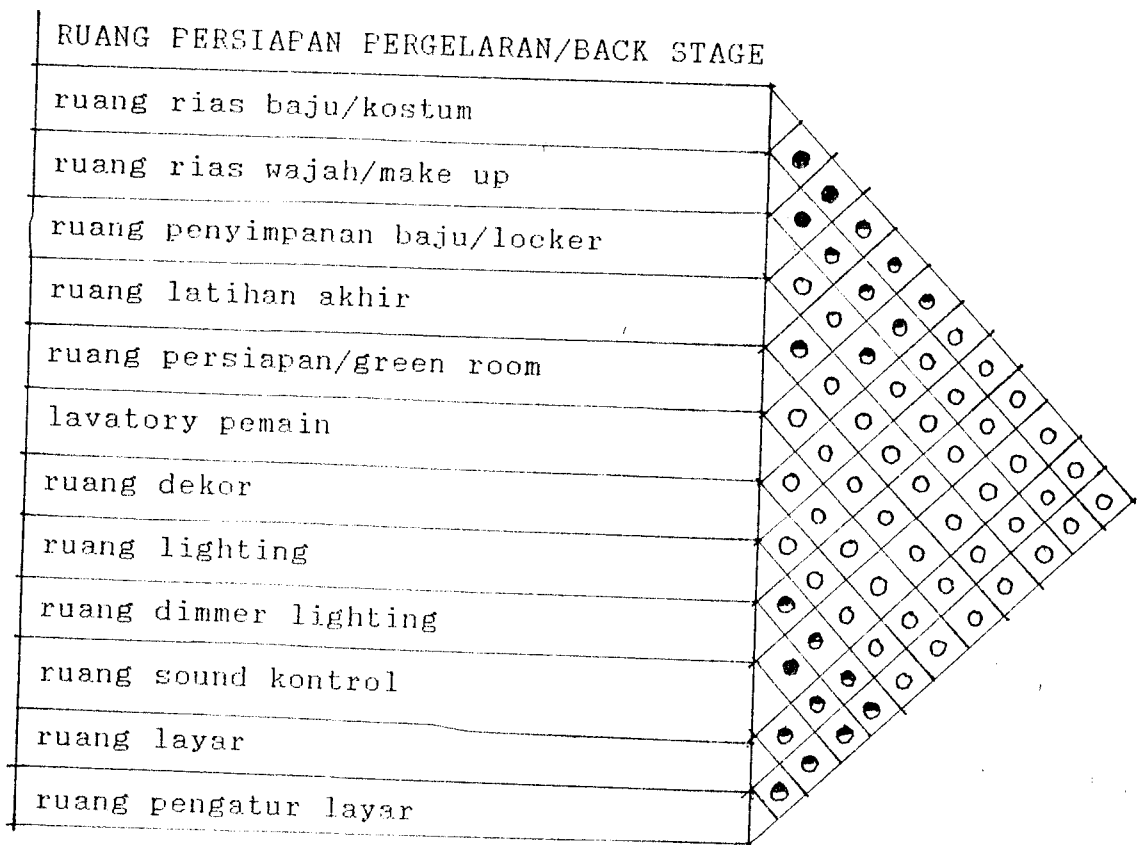 RUANG PERSIAPAN PERGELARAN/BACK STAGE
ruang rias baju/kostum
ruang rias wajah/make up
ruang penyimpanan baju/locker
ruang latihan akhir
ruang persiapan/green room
lavatory pemain
ruang dekor
ruang lighting
ruang dimmer lighting
ruang sound kontrol
ruang layar
ruang pengatur layar